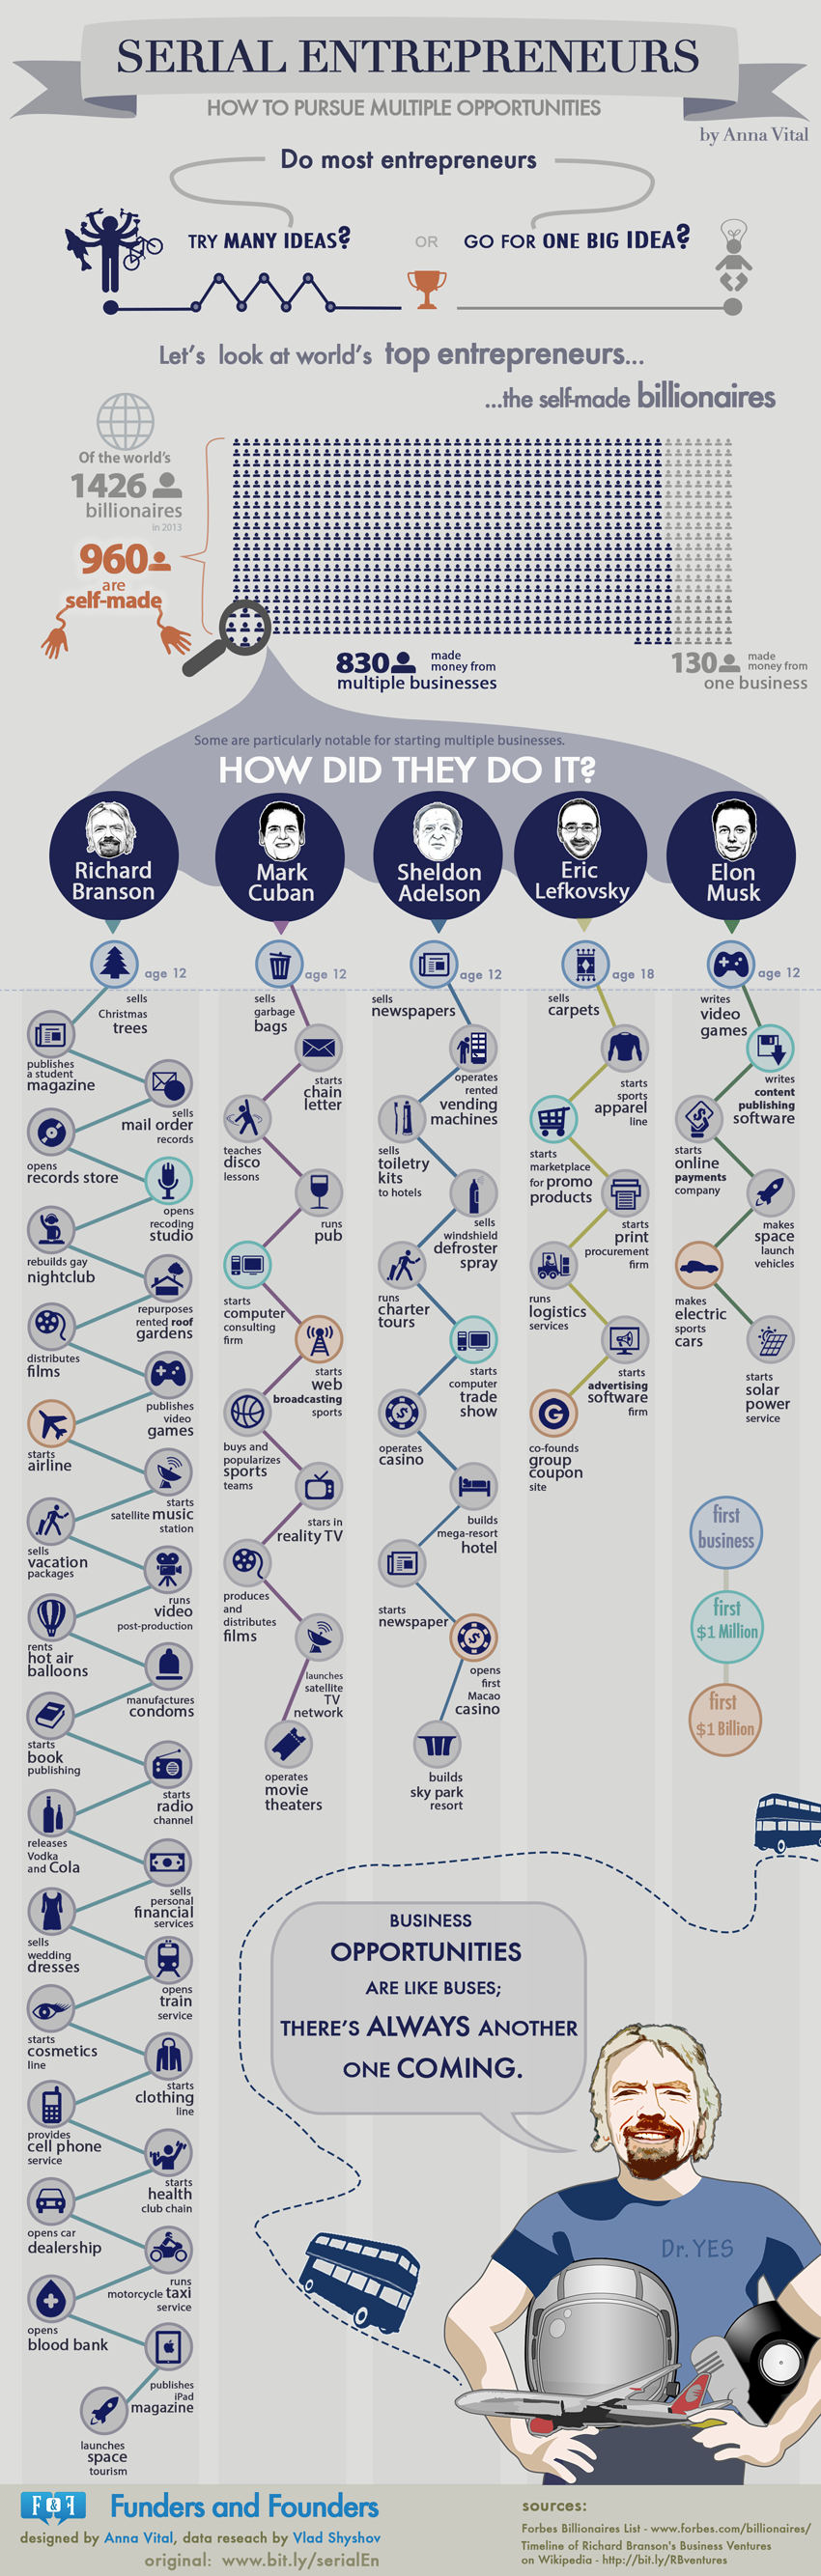 SERIAL ENTREPRENEURS
HOW TO PURSUE MULTIPLE OPPORTUNITIES
by Anna Vital
Do most entrepreneurs
TRY MANY IDEAS?
OR
GO FOR ONE BIG IDEA?
Let's look at world's top entrepreneurs...
...the self-made billionaires
Of the world's
1426
billionaires
in 2013
960
are
self-made
830
made
money from
multiple businesses
130
made
money from
one business
Some are particularly notable for starting multiple businesses.
HOW DID THEY DO IT?
Richard
Branson
age 12
sells
Christmas
trees
publishes
a student
magazine
sells
mail order
records
opens
records store
opens
recoding
studio
rebuilds gay
nightclub
repurposes
rented roof
gardens
distributes
films
publishes
video
games
starts
airline
starts
satellite music
station
sells
vacation
packages
runs
video
post-production
rents
hot air
balloons
manufactures
condoms
starts
book
publishing
starts
radio
channel
releases
Vodka
and Cola
sells
personal
financial
services
sells
wedding
dresses
opens
train
service
starts
cosmetics
line
starts
clothing
line
provides
cell phone
service
starts
health
club chain
opens car
dealership
runs
motorcycle taxi
service
opens
blood bank
publishes
iPad
magazine
launches
space
tourism
Mark
Cuban
age 12
sells
garbage
bags
starts
chain
letter
teaches
disco
lessons
runs
pub
starts
computer
consulting
firm
starts
web
broadcasting
sports
buys and
popularizes
sports
teams
stars in
reality TV
produces
and
distributes
films
launches
satellite
TV
network
operates
movie
theaters
Sheldon
Adelson
age 12
sells
newspapers
operates
rented
vending
machines
sells
toiletry
kits
to hotels
sells
windshield
defroster
spray
runs
charter
tours
starts
computer
trade
show
operates
casino
builds
mega-resort
hotel
starts
newspaper
opens
first
Macao
casino
builds
sky park
resort
Eric
Lefkovsky
age 18
sells
carpets
starts
sports
apparel
line
starts
marketplace
for promo
products
starts
print
procurement
firm
runs
logistics
services
starts
advertising
software
firm
G
co-founds
group
coupon
site
Elon
Musk
age 12
writes
video
games
writes
content
publishing
software
starts
online
payments
company
makes
space
launch
vehicles
makes
electric
sports
cars
starts
solar
power
service
first
business
first
$1 Million
first
$1 Billion
BUSINESS
OPPORTUNITIES
ARE LIKE BUSES;
THERE'S ALWAYS ANOTHER
ONE COMING.
Dr.YES
F&F
Funders and Founders
designed by Anna Vital, data reseach by Vlad Shyshov
original: www.bit.ly/serialEn
sources:
Forbes Billionaires List - www.forbes.com/billionaires/
Timeline of Richard Branson's Business Ventures
on Wikipedia - http://bit.ly/RBventures